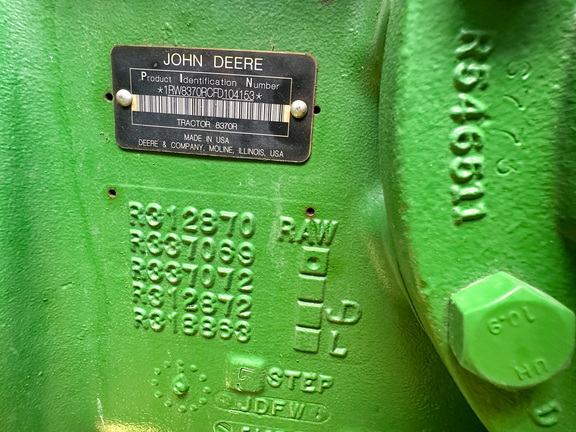 JOHN DEERE
Product Identification Number
*1RW8370RCFD104153*
TRACTOR 8370R
MADE IN USA
DEERE & COMPANY, MOLINE, ILLINOIS, USA
R312870 RAW
R337069
R337072
R312872 JD
R318863 L
STEP
JDFW
R546511
10.9